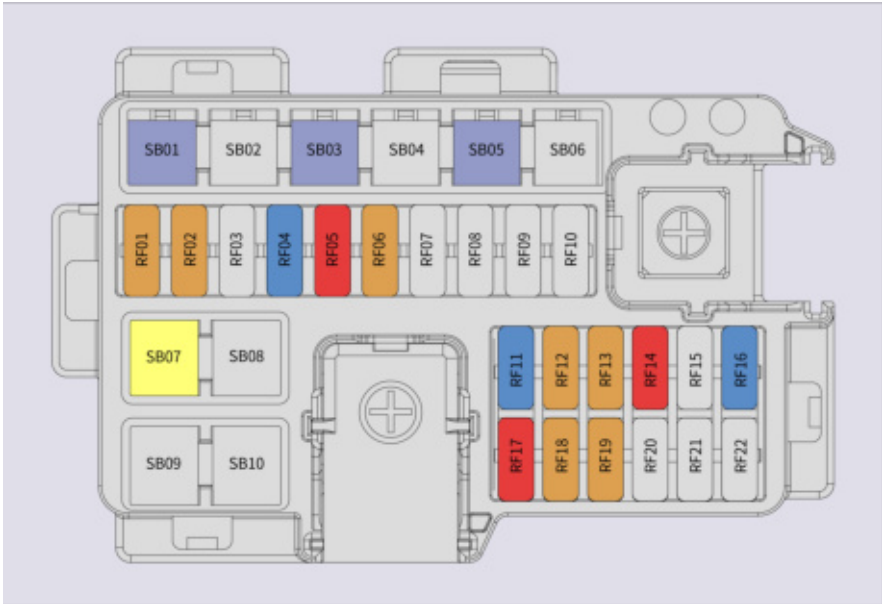 SB01 SB02 SB03 SB04 SB05 SB06
RF01 RF02 RF03 RF04 RF05 RF06 RF07 RF08 RF09 RF10
SB07 SB08
RF11 RF12 RF13 RF14 RF15 RF16
SB09 SB10
RF17 RF18 RF19 RF20 RF21 RF22